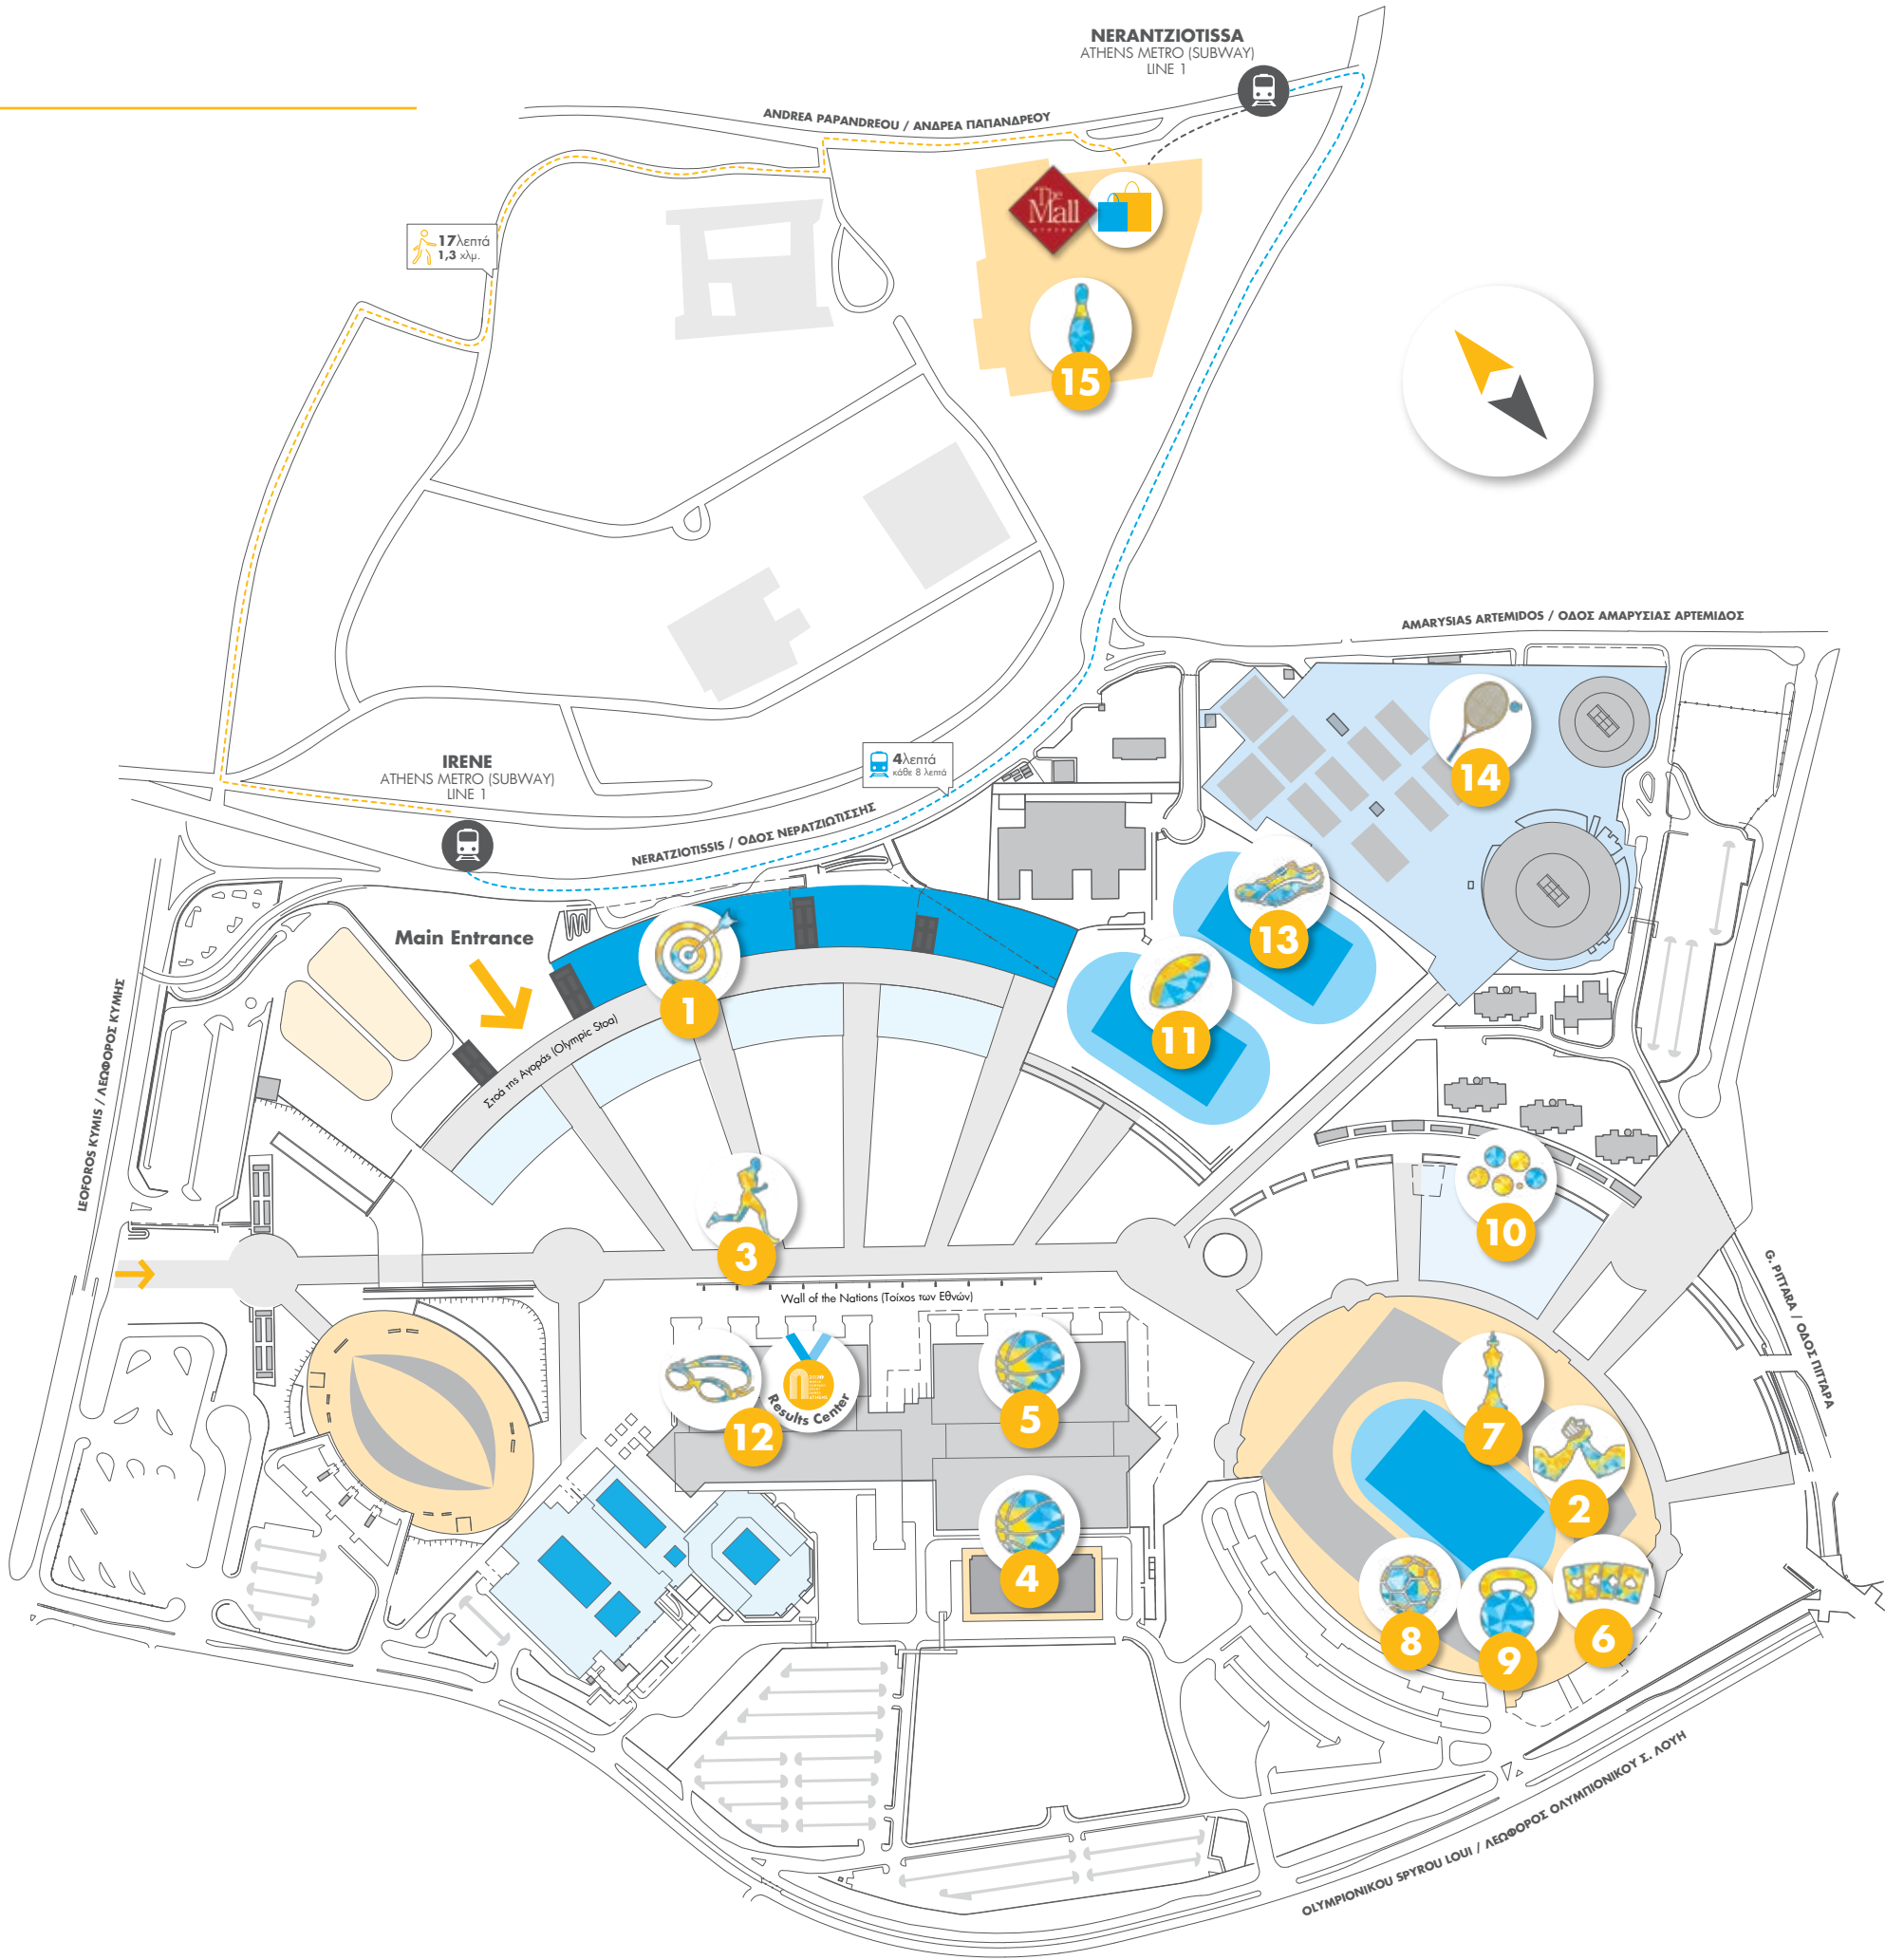 NERANTZIOTISSA
ATHENS METRO (SUBWAY)
LINE 1
ANDREA PAPANDREOU / ΑΝΔΡΕΑ ΠΑΠΑΝΔΡΕΟΥ
The
Mall
17λεπτά
1,3 χλμ.
15
AMARYSIAS ARTEMIDOS / ΟΔΟΣ ΑΜΑΡΥΣΙΑΣ ΑΡΤΕΜΙΔΟΣ
14
IRENE
ATHENS METRO (SUBWAY)
LINE 1
4λεπτά
κάθε 8 λεπτά
NERATZIOTISSIS / ΟΔΟΣ ΝΕΡΑΤΖΙΩΤΙΣΣΗΣ
Main Entrance
13
1
11
Στοά της Αγοράς (Olympic Stoa)
LEOFOROS KYMIS / ΛΕΩΦΟΡΟΣ ΚΥΜΗΣ
3
10
Wall of the Nations (Τοίχος των Εθνών)
G. PITTARA / ΟΔΟΣ ΠΙΤΤΑΡΑ
Results Center
12
5
7
2
4
8
9
6
OLYMPIONIKOU SPYROU LOUI / ΛΕΩΦΟΡΟΣ ΟΛΥΜΠΙΟΝΙΚΟΥ Σ. ΛΟΥΗ